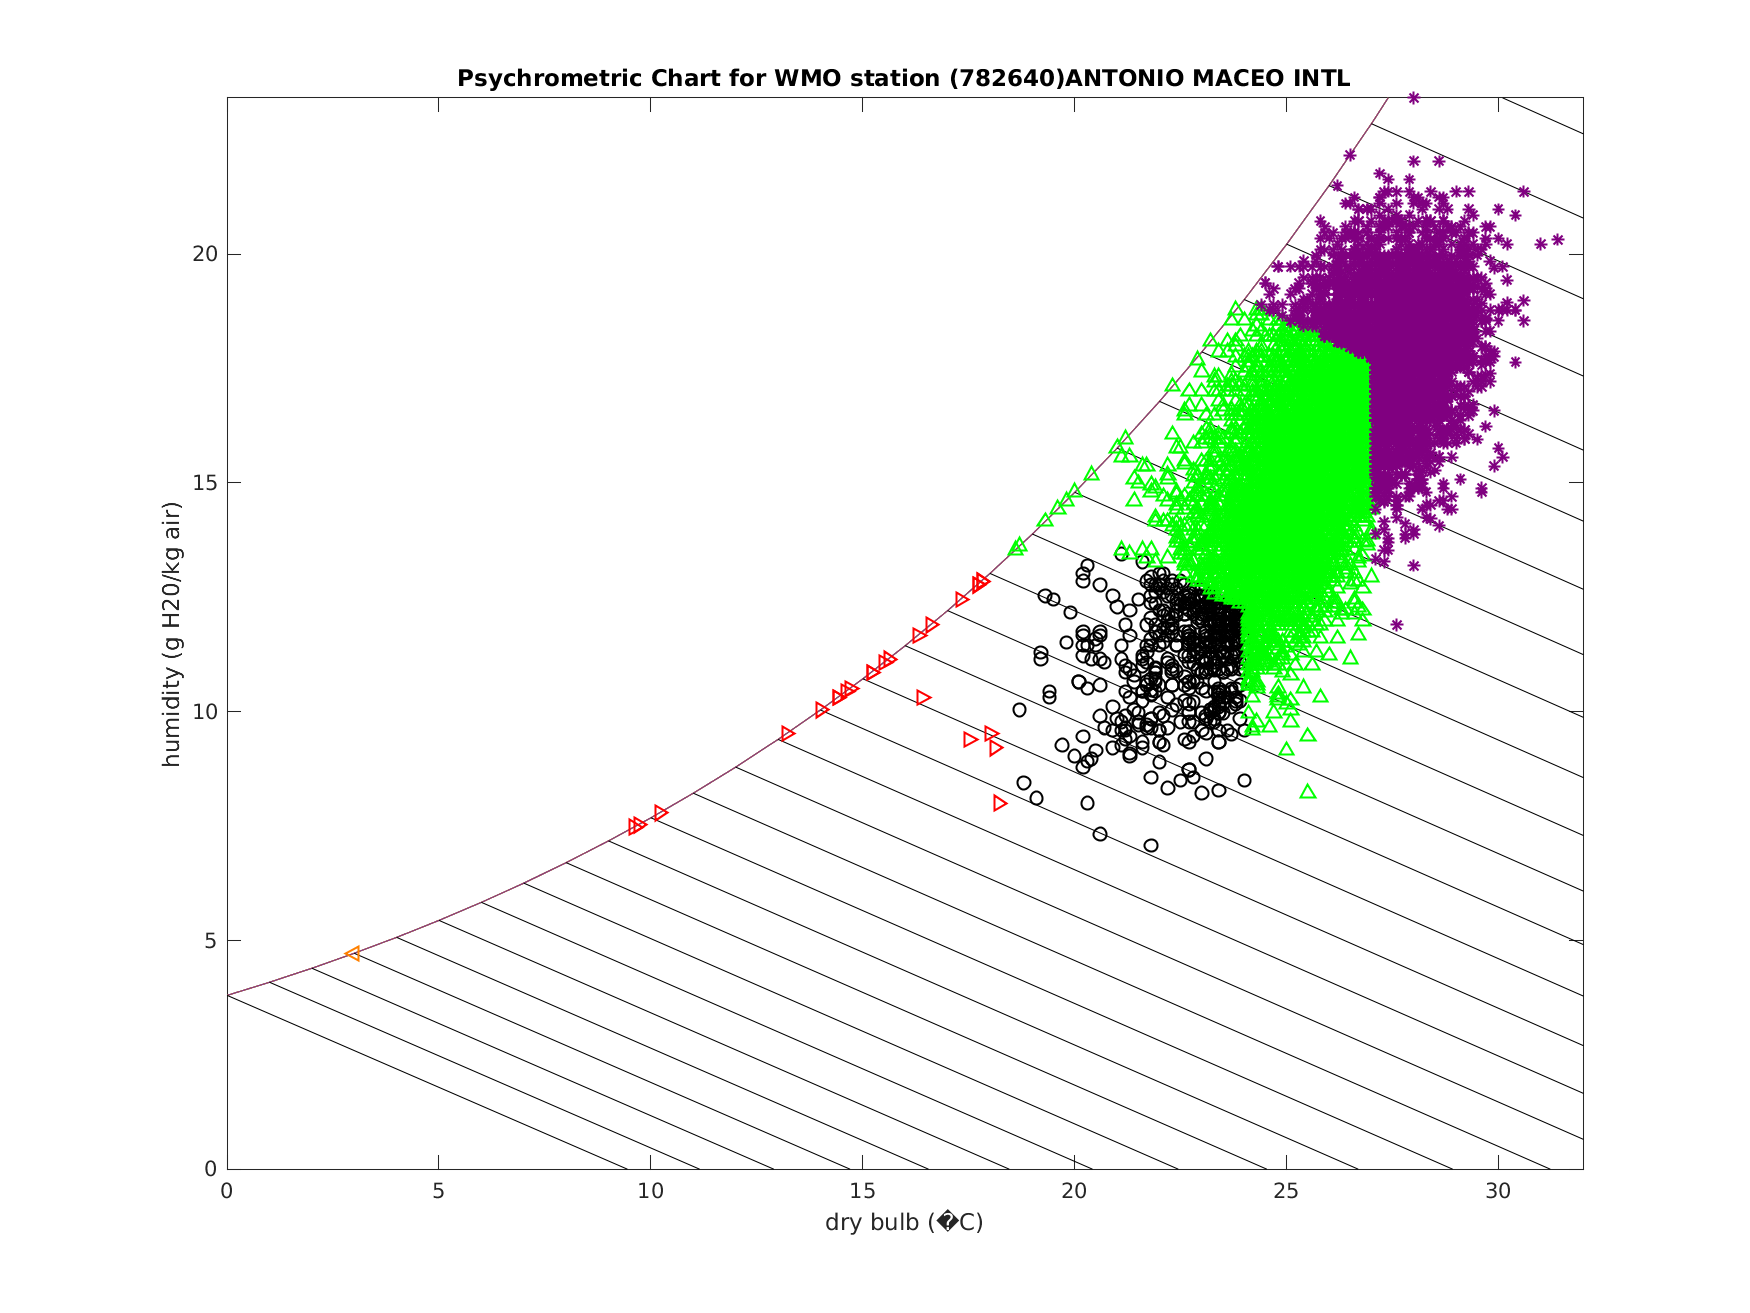 Psychrometric Chart for WMO station (782640)ANTONIO MACEO INTL
humidity (g H20/kg air)
20
15
10
5
0
0 5 10 15 20 25 30
dry bulb (�C)